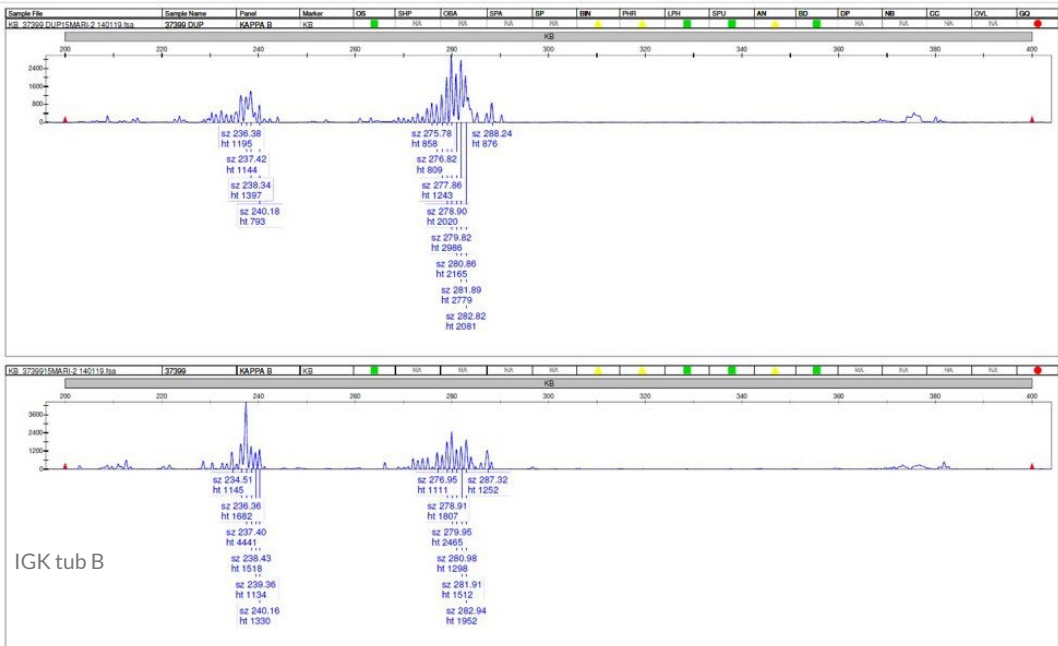 Sample File Sample Name Panel Marker OS SHP OBA SPA SP BIN PHR LPH SPU AN BD DP NB CC OVL GQ
KB_37399 DUP15MARI-2 140119.fsa 37399 DUP KAPPA B KB NA NA NA NA NA NA NA NA
KB
200 220 240 260 280 300 320 340 360 380 400
2400
1600
800
0
sz 236.38
ht 1195
sz 237.42
ht 1144
sz 238.34
ht 1397
sz 240.18
ht 793
sz 275.78
ht 858
sz 276.82
ht 809
sz 277.86
ht 1243
sz 278.90
ht 2020
sz 279.82
ht 2986
sz 280.86
ht 2165
sz 281.89
ht 2779
sz 282.82
ht 2081
sz 288.24
ht 876
KB_3739915MARI-2 140119.fsa 37399 KAPPA B KB NA NA NA NA NA NA NA NA
KB
200 220 240 260 280 300 320 340 360 380 400
3600
2400
1200
0
sz 234.51
ht 1145
sz 236.36
ht 1682
sz 237.40
ht 4441
sz 238.43
ht 1518
sz 239.36
ht 1134
sz 240.16
ht 1330
sz 276.95
ht 1111
sz 278.91
ht 1807
sz 279.95
ht 2465
sz 280.98
ht 1298
sz 281.91
ht 1512
sz 282.94
ht 1952
sz 287.32
ht 1252
IGK tub B